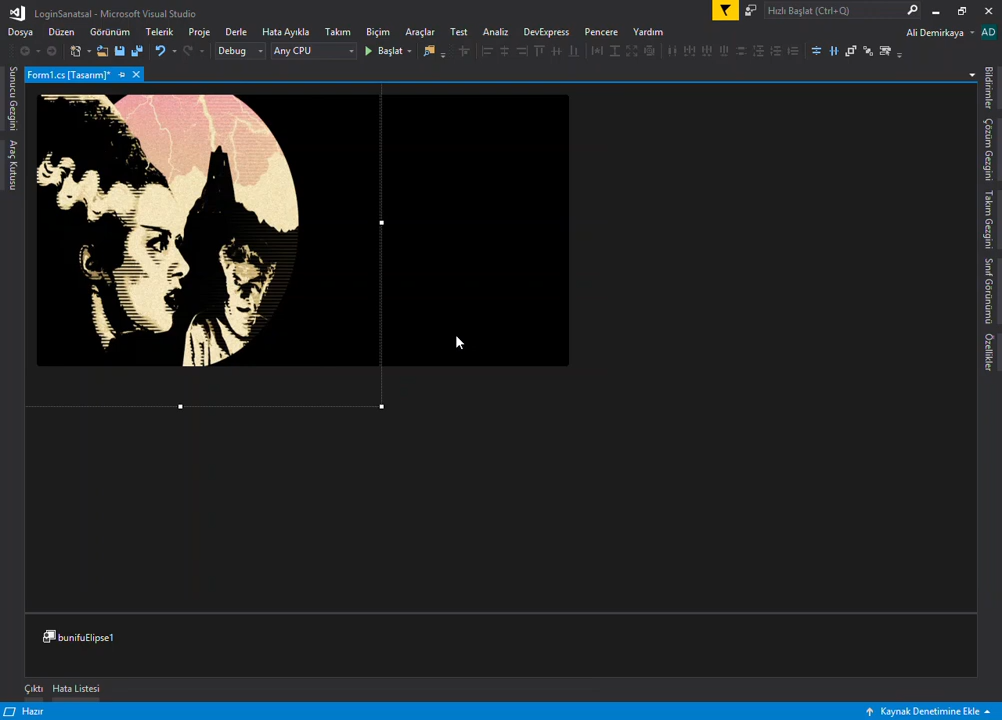 LoginSanatsal - Microsoft Visual Studio
Hızlı Başlat (Ctrl+Q)
Dosya Düzen Görünüm Telerik Proje Derle Hata Ayıkla Takım Biçim Araçlar Test Analiz DevExpress Pencere Yardım
Ali Demirkaya AD
Debug Any CPU Başlat
Form1.cs [Tasarım]*
Sunucu Gezgini
Araç Kutusu
Bildirimler
Çözüm Gezgini
Takım Gezgini
Sınıf Görünümü
Özellikler
bunifuElipse1
Çıktı Hata Listesi
Hazır
Kaynak Denetimine Ekle